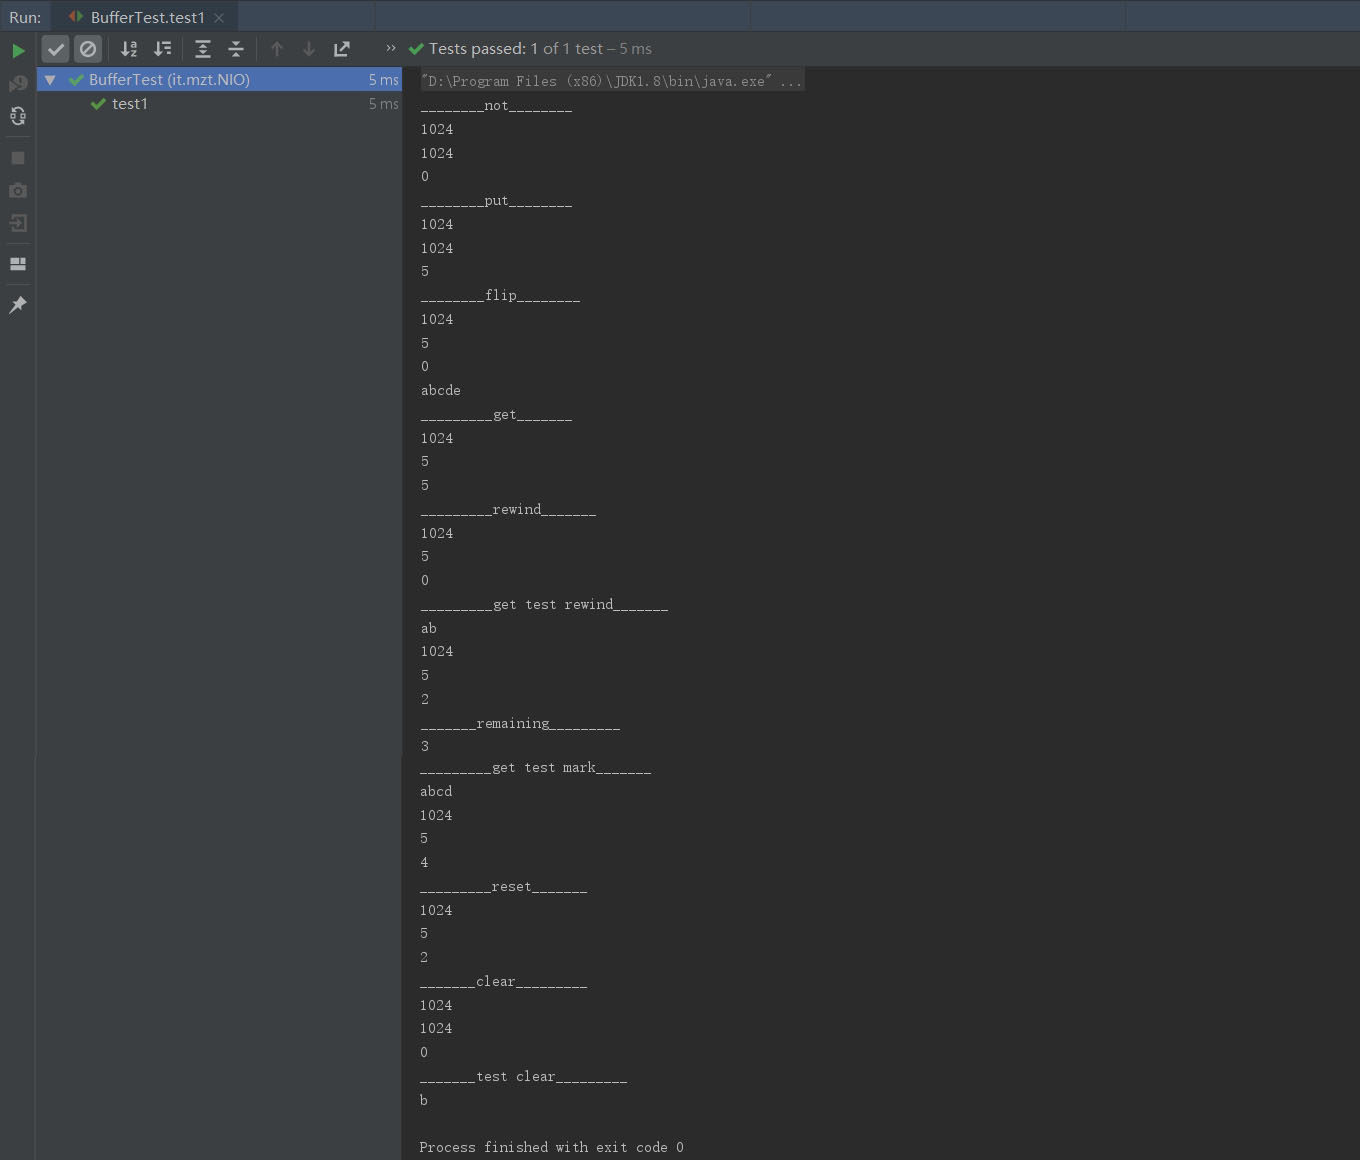 Run: BufferTest.test1
Tests passed: 1 of 1 test – 5 ms
BufferTest (it.mzt.NIO) 5 ms
test1 5 ms
"D:\Program Files (x86)\JDK1.8\bin\java.exe" ...
________not________
1024
1024
0
________put________
1024
1024
5
________flip________
1024
5
0
abcde
_________get_______
1024
5
5
_________rewind_______
1024
5
0
_________get test rewind_______
ab
1024
5
2
_______remaining_________
3
_________get test mark_______
abcd
1024
5
4
_________reset_______
1024
5
2
_______clear_________
1024
1024
0
_______test clear_________
b
Process finished with exit code 0